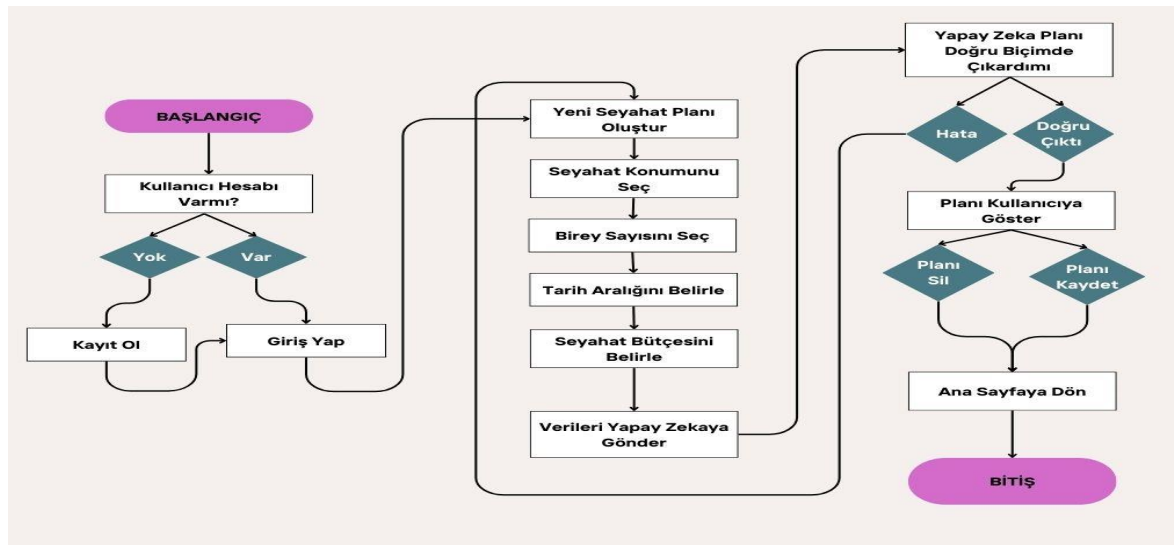 BAŞLANGIÇ
Kullanıcı Hesabı
Varmı?
Yok
Var
Kayıt Ol
Giriş Yap
Yeni Seyahat Planı
Oluştur
Seyahat Konumunu
Seç
Birey Sayısını Seç
Tarih Aralığını Belirle
Seyahat Bütçesini
Belirle
Verileri Yapay Zekaya
Gönder
Yapay Zeka Planı
Doğru Biçimde
Çıkardımı
Hata
Doğru
Çıktı
Planı Kullanıcıya
Göster
Planı
Sil
Planı
Kaydet
Ana Sayfaya Dön
BİTİŞ